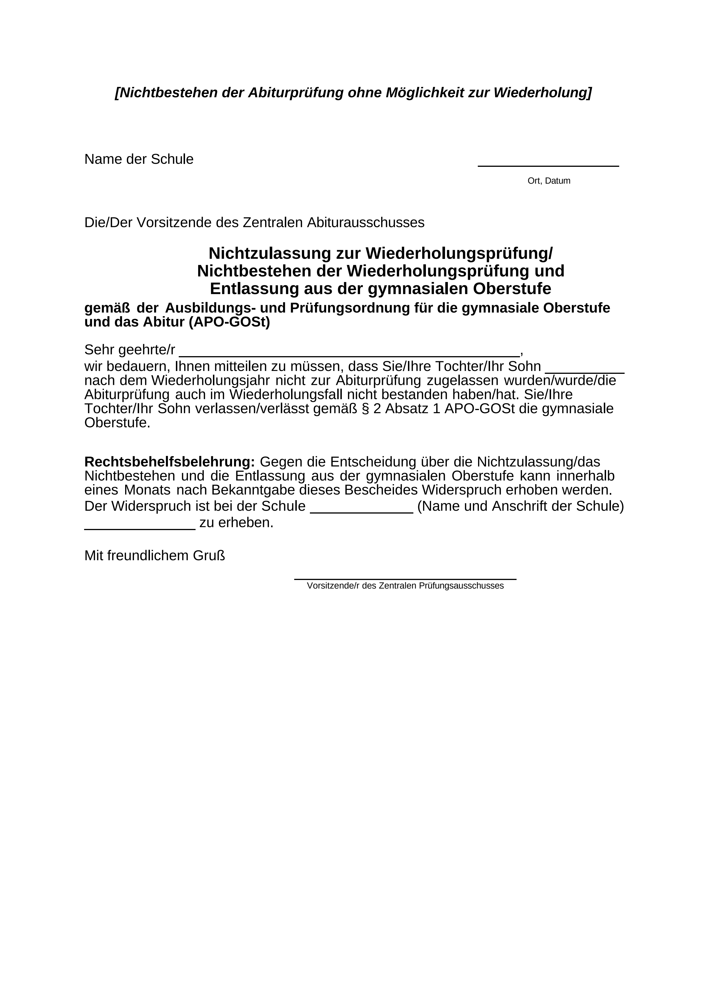 [Nichtbestehen der Abiturprüfung ohne Möglichkeit zur Wiederholung]
Name der Schule
Ort, Datum
Die/Der Vorsitzende des Zentralen Abiturausschusses
Nichtzulassung zur Wiederholungsprüfung/
Nichtbestehen der Wiederholungsprüfung und
Entlassung aus der gymnasialen Oberstufe
gemäß der Ausbildungs- und Prüfungsordnung für die gymnasiale Oberstufe
und das Abitur (APO-GOSt)
Sehr geehrte/r ,
wir bedauern, Ihnen mitteilen zu müssen, dass Sie/Ihre Tochter/Ihr Sohn
nach dem Wiederholungsjahr nicht zur Abiturprüfung zugelassen wurden/wurde/die
Abiturprüfung auch im Wiederholungsfall nicht bestanden haben/hat. Sie/Ihre
Tochter/Ihr Sohn verlassen/verlässt gemäß § 2 Absatz 1 APO-GOSt die gymnasiale
Oberstufe.
Rechtsbehelfsbelehrung: Gegen die Entscheidung über die Nichtzulassung/das
Nichtbestehen und die Entlassung aus der gymnasialen Oberstufe kann innerhalb
eines Monats nach Bekanntgabe dieses Bescheides Widerspruch erhoben werden.
Der Widerspruch ist bei der Schule (Name und Anschrift der Schule)
zu erheben.
Mit freundlichem Gruß
Vorsitzende/r des Zentralen Prüfungsausschusses